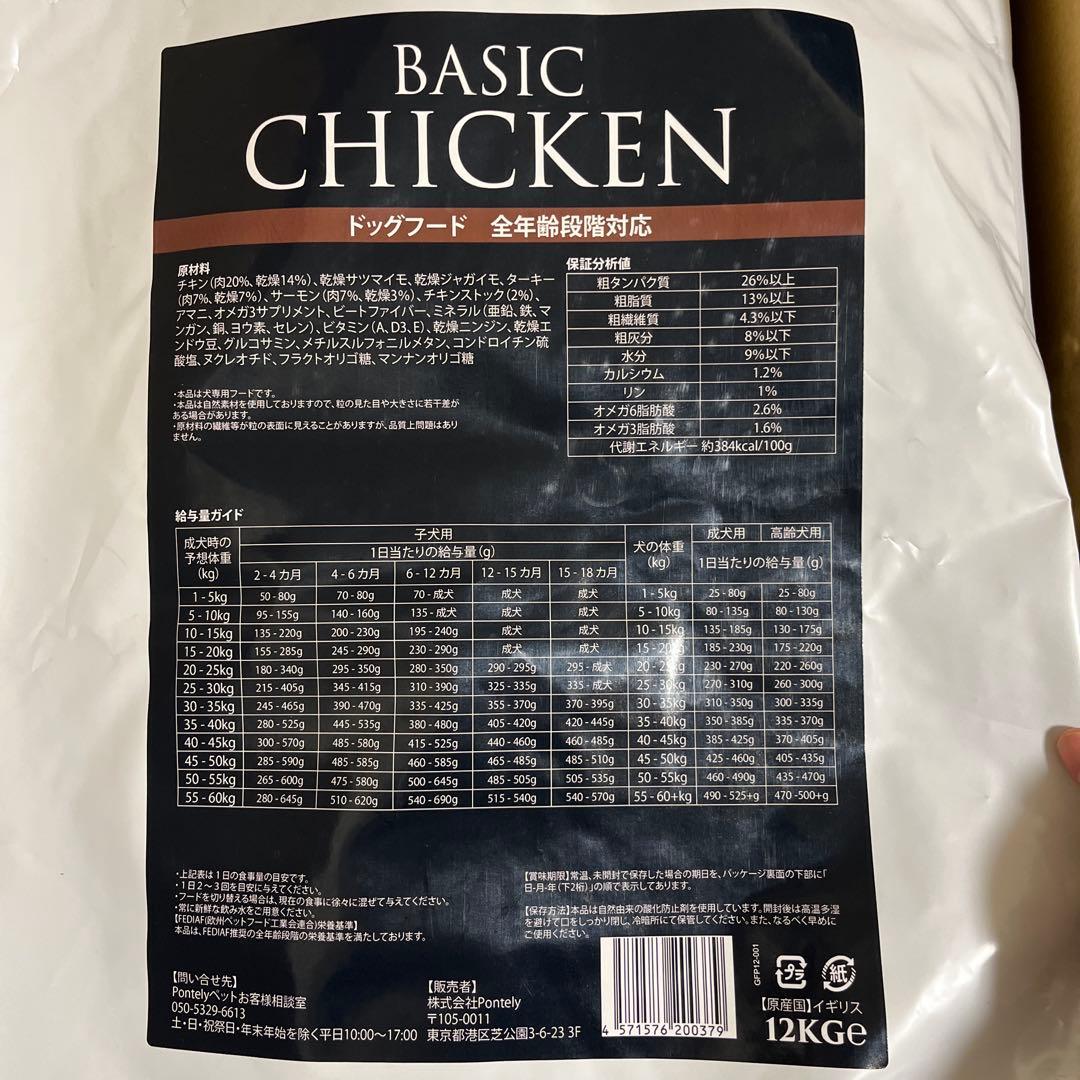 BASIC
CHICKEN
ドッグフード 全年齢段階対応
原材料
チキン(肉20%、乾燥14%)、乾燥サツマイモ、乾燥ジャガイモ、ターキー
(肉7%、乾燥7%)、サーモン(肉7%、乾燥3%)、チキンストック(2%)、
アマニ、オメガ3サプリメント、ビートファイバー、ミネラル(亜鉛、鉄、マ
ンガン、銅、ヨウ素、セレン)、ビタミン(A、D3、E)、乾燥ニンジン、乾燥エ
ンドウ豆、グルコサミン、メチルスルフォニルメタン、コンドロイチン硫
酸塩、ヌクレオチド、フラクトオリゴ糖、マンナンオリゴ糖
・本品は犬専用フードです。
・本品は自然素材を使用しておりますので、粒の見た目や大きさに若干差が
ある場合があります。
・原材料の繊維等が粒の表面に見えることがありますが、品質上問題はあり
ません。
保証分析値
粗タンパク質 26%以上
粗脂質 13%以上
粗繊維質 4.3%以下
粗灰分 8%以下
水分 9%以下
カルシウム 1.2%
リン 1%
オメガ6脂肪酸 2.6%
オメガ3脂肪酸 1.6%
代謝エネルギー 約384kcal/100g
給与量ガイド
成犬時の
予想体重
(kg)
子犬用
1日当たりの給与量(g)
2-4カ月 4-6カ月 6-12カ月 12-15カ月 15-18カ月
犬の体重
(kg)
成犬用 高齢犬用
1日当たりの給与量(g)
1-5kg 50-80g 70-80g 70-成犬 成犬 成犬 1-5kg 25-80g 25-80g
5-10kg 95-155g 140-160g 135-成犬 成犬 成犬 5-10kg 80-135g 80-130g
10-15kg 135-220g 200-230g 195-240g 成犬 成犬 10-15kg 135-185g 130-175g
15-20kg 155-285g 245-290g 230-290g 成犬 成犬 15-20kg 185-230g 175-220g
20-25kg 180-340g 295-350g 280-350g 290-295g 295-成犬 20-25kg 230-270g 220-260g
25-30kg 215-405g 345-415g 310-390g 325-335g 335-成犬 25-30kg 270-310g 260-300g
30-35kg 245-465g 390-470g 335-425g 355-370g 370-395g 30-35kg 310-350g 300-335g
35-40kg 280-525g 445-535g 380-480g 405-420g 420-445g 35-40kg 350-385g 335-370g
40-45kg 300-570g 485-580g 415-525g 440-460g 460-485g 40-45kg 385-425g 370-405g
45-50kg 285-590g 485-585g 460-585g 465-485g 485-510g 45-50kg 425-460g 405-435g
50-55kg 265-600g 475-580g 500-645g 485-505g 505-535g 50-55kg 460-490g 435-470g
55-60kg 280-645g 510-620g 540-690g 515-540g 540-570g 55-60+kg 490-525+g 470-500+g
・上記表は1日の食事量の目安です。
・1日2〜3回を目安に与えてください。
・フードを切り替える場合は、現在の食事に徐々に混ぜて与えてください。
・常に新鮮な飲み水をご用意ください。
【FEDIAF(欧州ペットフード工業会連合)栄養基準】
本品は、FEDIAF推奨の全年齢段階の栄養基準を満たしております。
【賞味期限】常温、未開封で保存した場合の期日を、パッケージ裏面の下部に「
日-月-年(下2桁)」の順で表示してあります。
【保存方法】本品は自然由来の酸化防止剤を使用しています。開封後は高温多湿
を避けて口をしっかり閉じ、冷暗所にて保管してください。また、なるべく早めに
ご使用ください。
【問い合せ先】
Pontelyペットお客様相談室
050-5329-6613
土・日・祝祭日・年末年始を除く平日10:00〜17:00
【販売者】
株式会社Pontely
〒105-0011
東京都港区芝公園3-6-23 3F
4 571576 200379
GFP12-001
プラ
紙
【原産国】イギリス
12KG℮